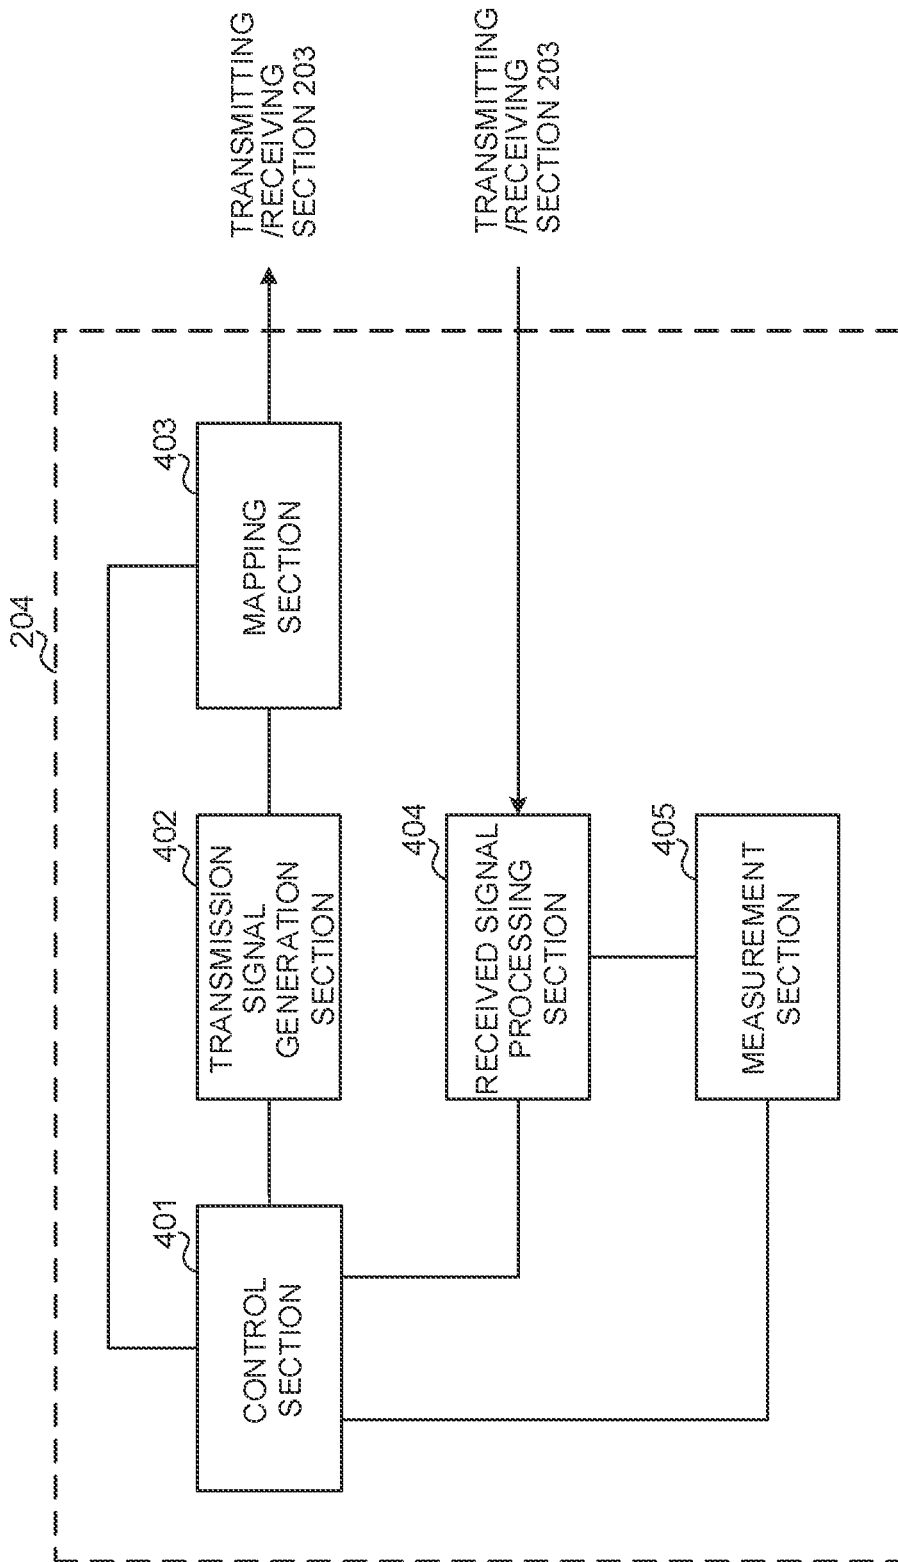 204
401
CONTROL
SECTION
402
TRANSMISSION
SIGNAL
GENERATION
SECTION
403
MAPPING
SECTION
TRANSMITTING
/RECEIVING
SECTION 203
404
RECEIVED SIGNAL
PROCESSING
SECTION
TRANSMITTING
/RECEIVING
SECTION 203
405
MEASUREMENT
SECTION